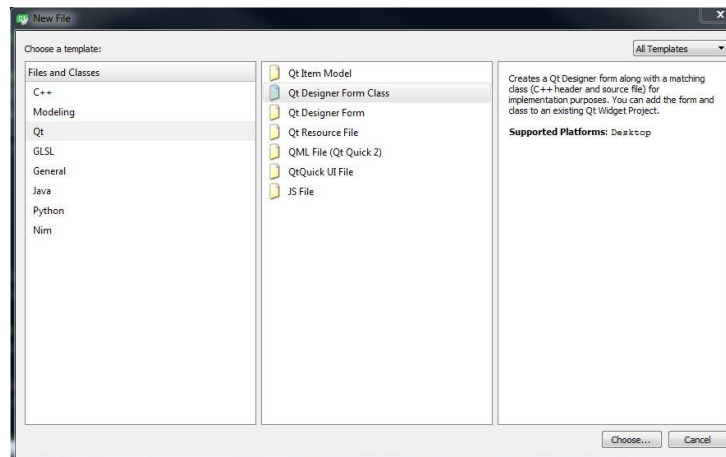 New File
Choose a template:
All Templates
Files and Classes
C++
Modeling
Qt
GLSL
General
Java
Python
Nim
Qt Item Model
Qt Designer Form Class
Qt Designer Form
Qt Resource File
QML File (Qt Quick 2)
QtQuick UI File
JS File
Creates a Qt Designer form along with a matching
class (C++ header and source file) for
implementation purposes. You can add the form and
class to an existing Qt Widget Project.
Supported Platforms: Desktop
Choose...
Cancel